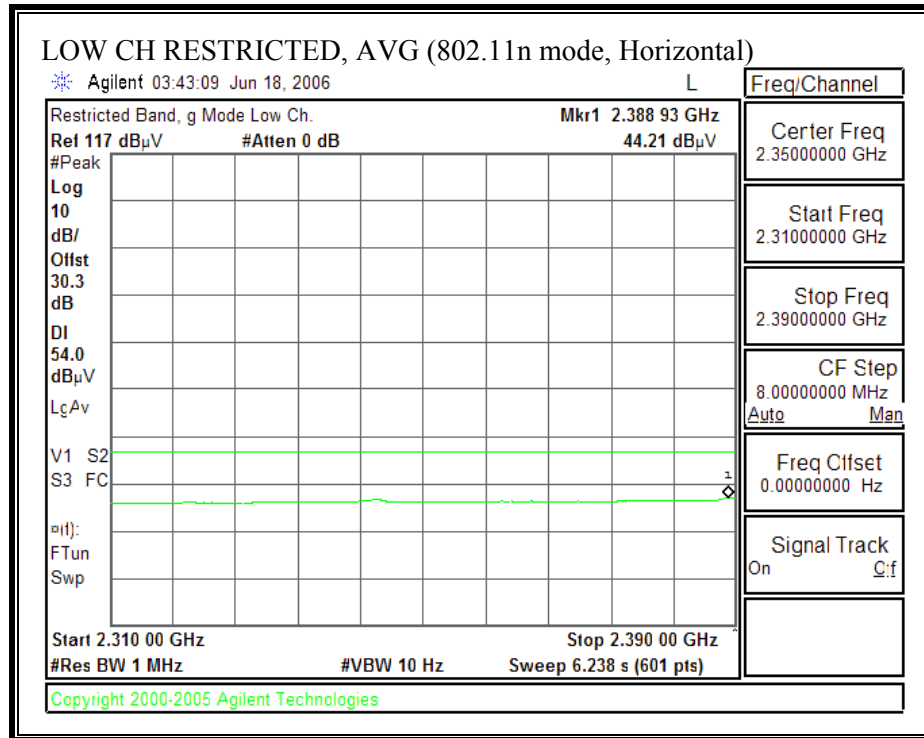 LOW CH RESTRICTED, AVG (802.11n mode, Horizontal)
Agilent 03:43:09 Jun 18, 2006 L
Restricted Band, g Mode Low Ch. Mkr1 2.388 93 GHz
Ref 117 dBµV #Atten 0 dB 44.21 dBµV
#Peak
Log
10
dB/
Offst
30.3
dB
DI
54.0
dBµV
LgAv
V1 S2
S3 FC
1
¤(f):
FTun
Swp
Start 2.310 00 GHz Stop 2.390 00 GHz
#Res BW 1 MHz #VBW 10 Hz Sweep 6.238 s (601 pts)
Copyright 2000-2005 Agilent Technologies
Freq/Channel
Center Freq
2.35000000 GHz
Start Freq
2.31000000 GHz
Stop Freq
2.39000000 GHz
CF Step
8.00000000 MHz
Auto Man
Freq Offset
0.00000000 Hz
Signal Track
On Off